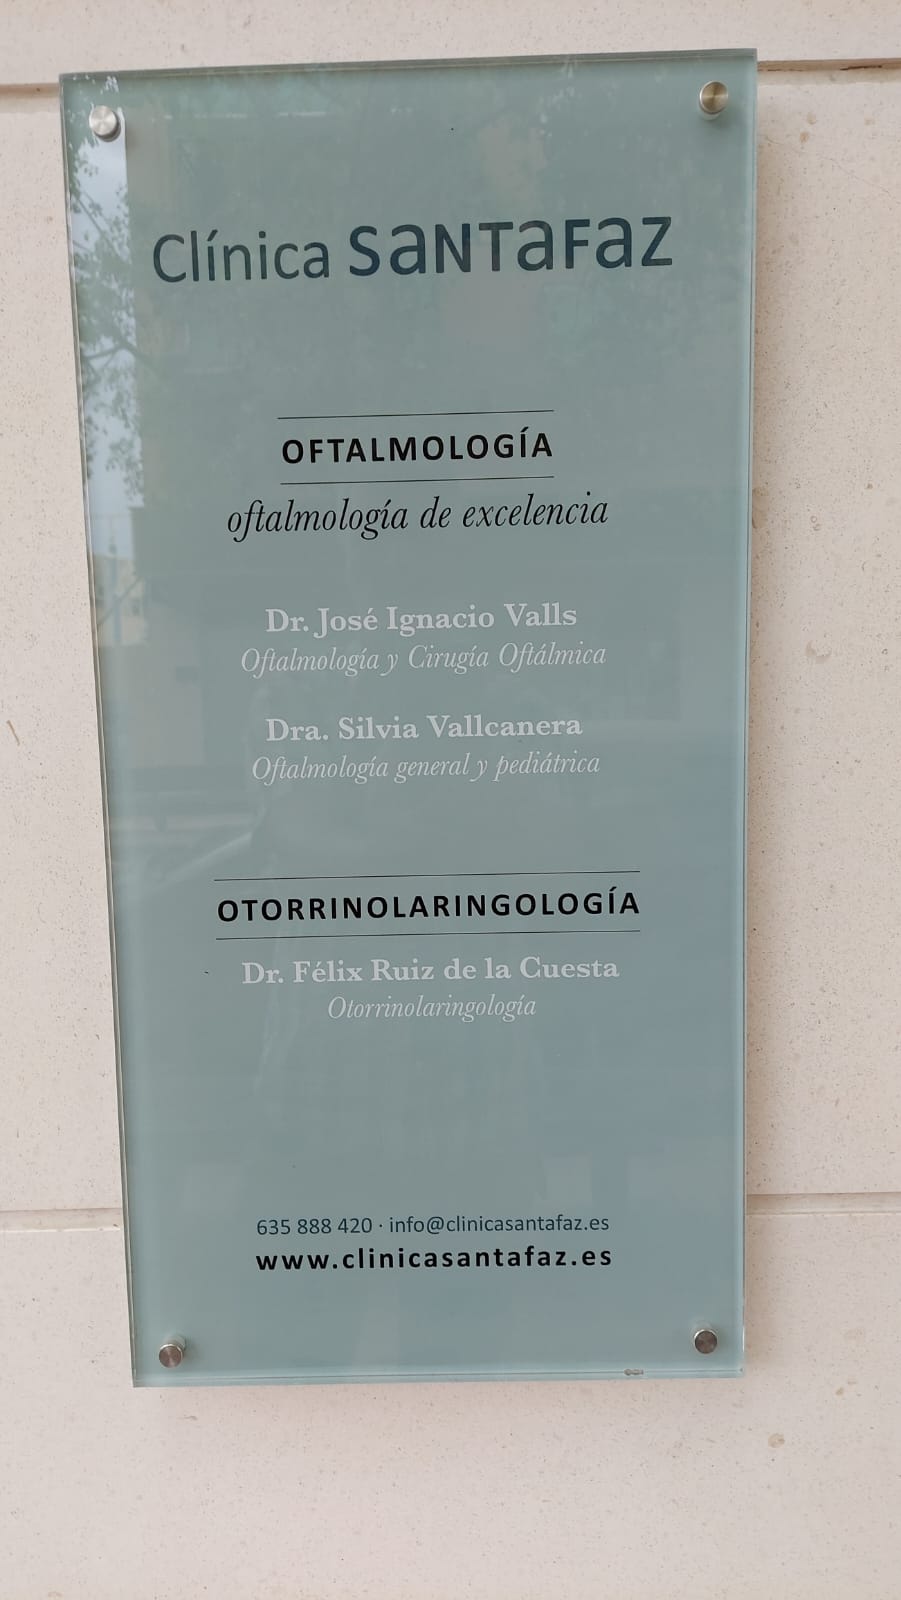 Clínica SANTAFAZ
OFTALMOLOGÍA
oftalmología de excelencia
Dr. José Ignacio Valls
Oftalmología y Cirugía Oftálmica
Dra. Silvia Vallcanera
Oftalmología general y pediátrica
OTORRINOLARINGOLOGÍA
Dr. Félix Ruiz de la Cuesta
Otorrinolaringología
635 888 420 · info@clinicasantafaz.es
www.clinicasantafaz.es